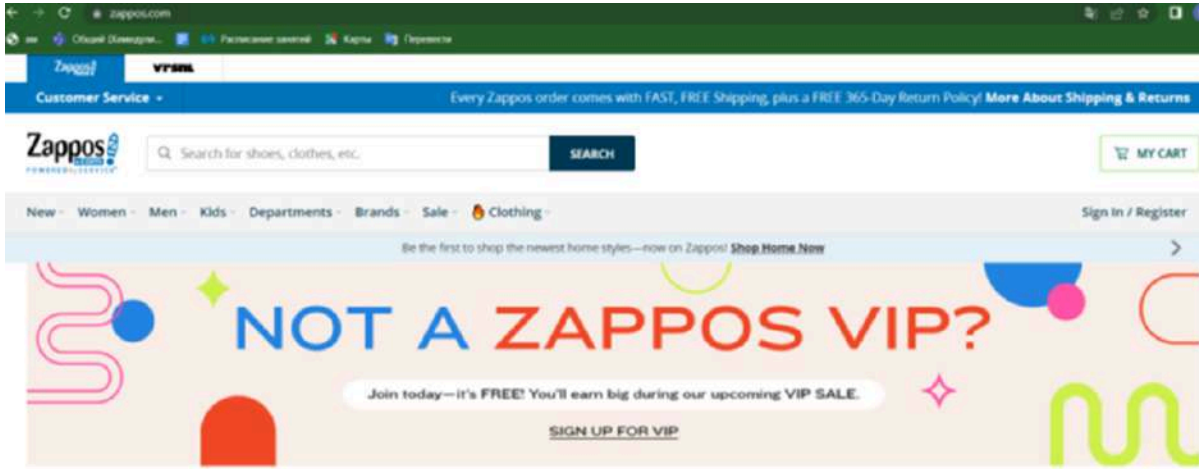 zappos.com
Расписание занятий Карты Перевести
Zappos VRSNL
Customer Service Every Zappos order comes with FAST, FREE Shipping, plus a FREE 365-Day Return Policy! More About Shipping & Returns
Zappos
POWERED by SERVICE
Search for shoes, clothes, etc. SEARCH MY CART
New Women Men Kids Departments Brands Sale Clothing Sign In / Register
Be the first to shop the newest home styles—now on Zappos! Shop Home Now
NOT A ZAPPOS VIP?
Join today—it's FREE! You'll earn big during our upcoming VIP SALE.
SIGN UP FOR VIP